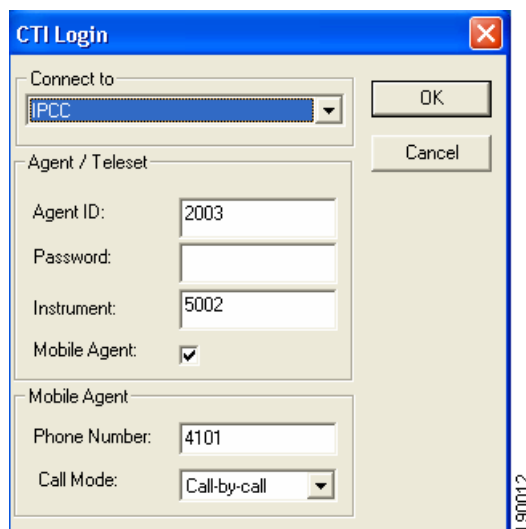 CTI Login
Connect to
IPCC
OK
Cancel
Agent / Teleset
Agent ID: 2003
Password:
Instrument: 5002
Mobile Agent:
Mobile Agent
Phone Number: 4101
Call Mode: Call-by-call
90012